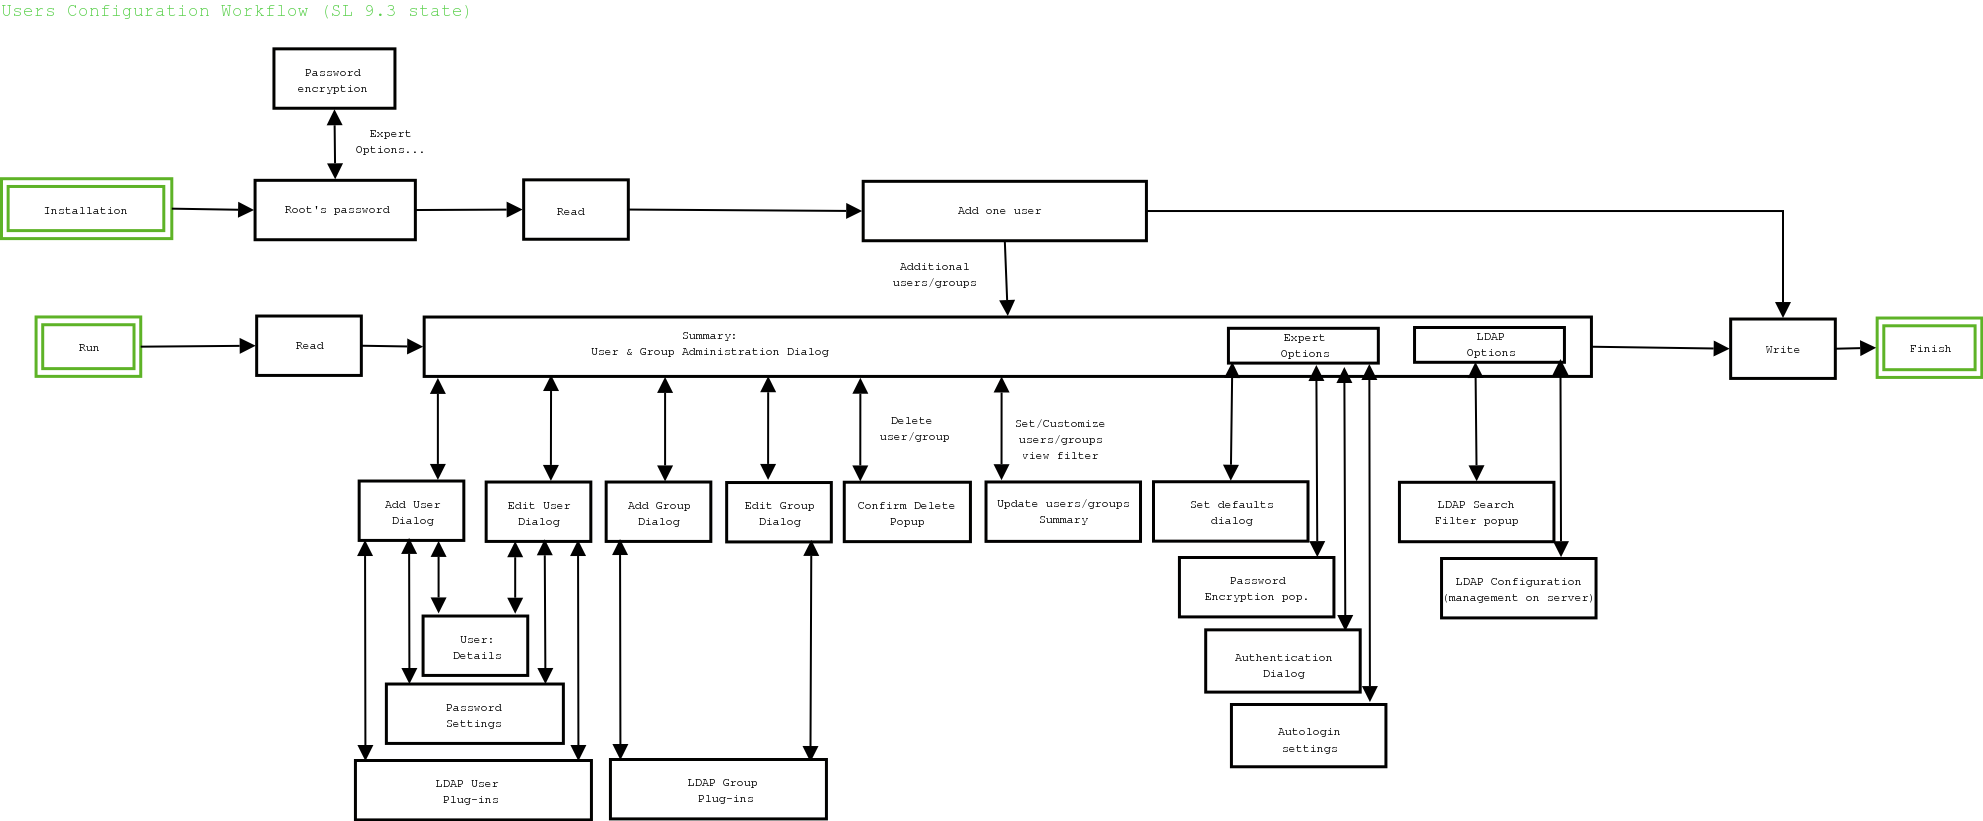 Users Configuration Workflow (SL 9.3 state)
Password
encryption
Expert
Options...
Installation
Root's password
Read
Add one user
Additional
users/groups
Run
Read
Summary:
User & Group Administration Dialog
Expert
Options
LDAP
Options
Write
Finish
Delete
user/group
Set/Customize
users/groups
view filter
Add User
Dialog
Edit User
Dialog
Add Group
Dialog
Edit Group
Dialog
Confirm Delete
Popup
Update users/groups
Summary
Set defaults
dialog
LDAP Search
Filter popup
Password
Encryption pop.
LDAP Configuration
(management on server)
User:
Details
Authentication
Dialog
Password
Settings
Autologin
settings
LDAP User
Plug-ins
LDAP Group
Plug-ins